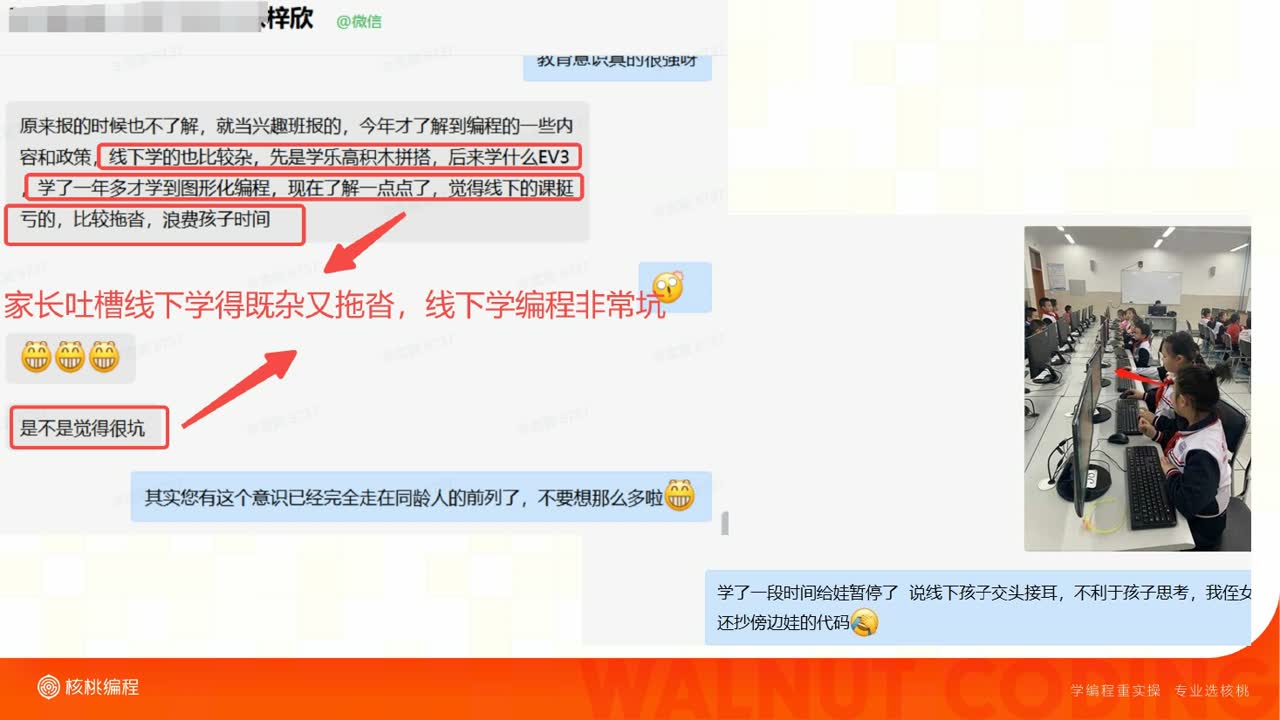 梓欣 @微信
教育意识真的很强呀
原来报的时候也不了解，就当兴趣班报的，今年才了解到编程的一些内
容和政策，线下学的也比较杂，先是学乐高积木拼搭，后来学什么EV3
，学了一年多才学到图形化编程，现在了解一点点了，觉得线下的课挺
亏的，比较拖沓，浪费孩子时间
家长吐槽线下学得既杂又拖沓，线下学编程非常坑
是不是觉得很坑
其实您有这个意识已经完全走在同龄人的前列了，不要想那么多啦
学了一段时间给娃暂停了 说线下孩子交头接耳，不利于孩子思考，我侄女
还抄傍边娃的代码
核桃编程
WALNUT CODING
学编程重实操 专业选核桃